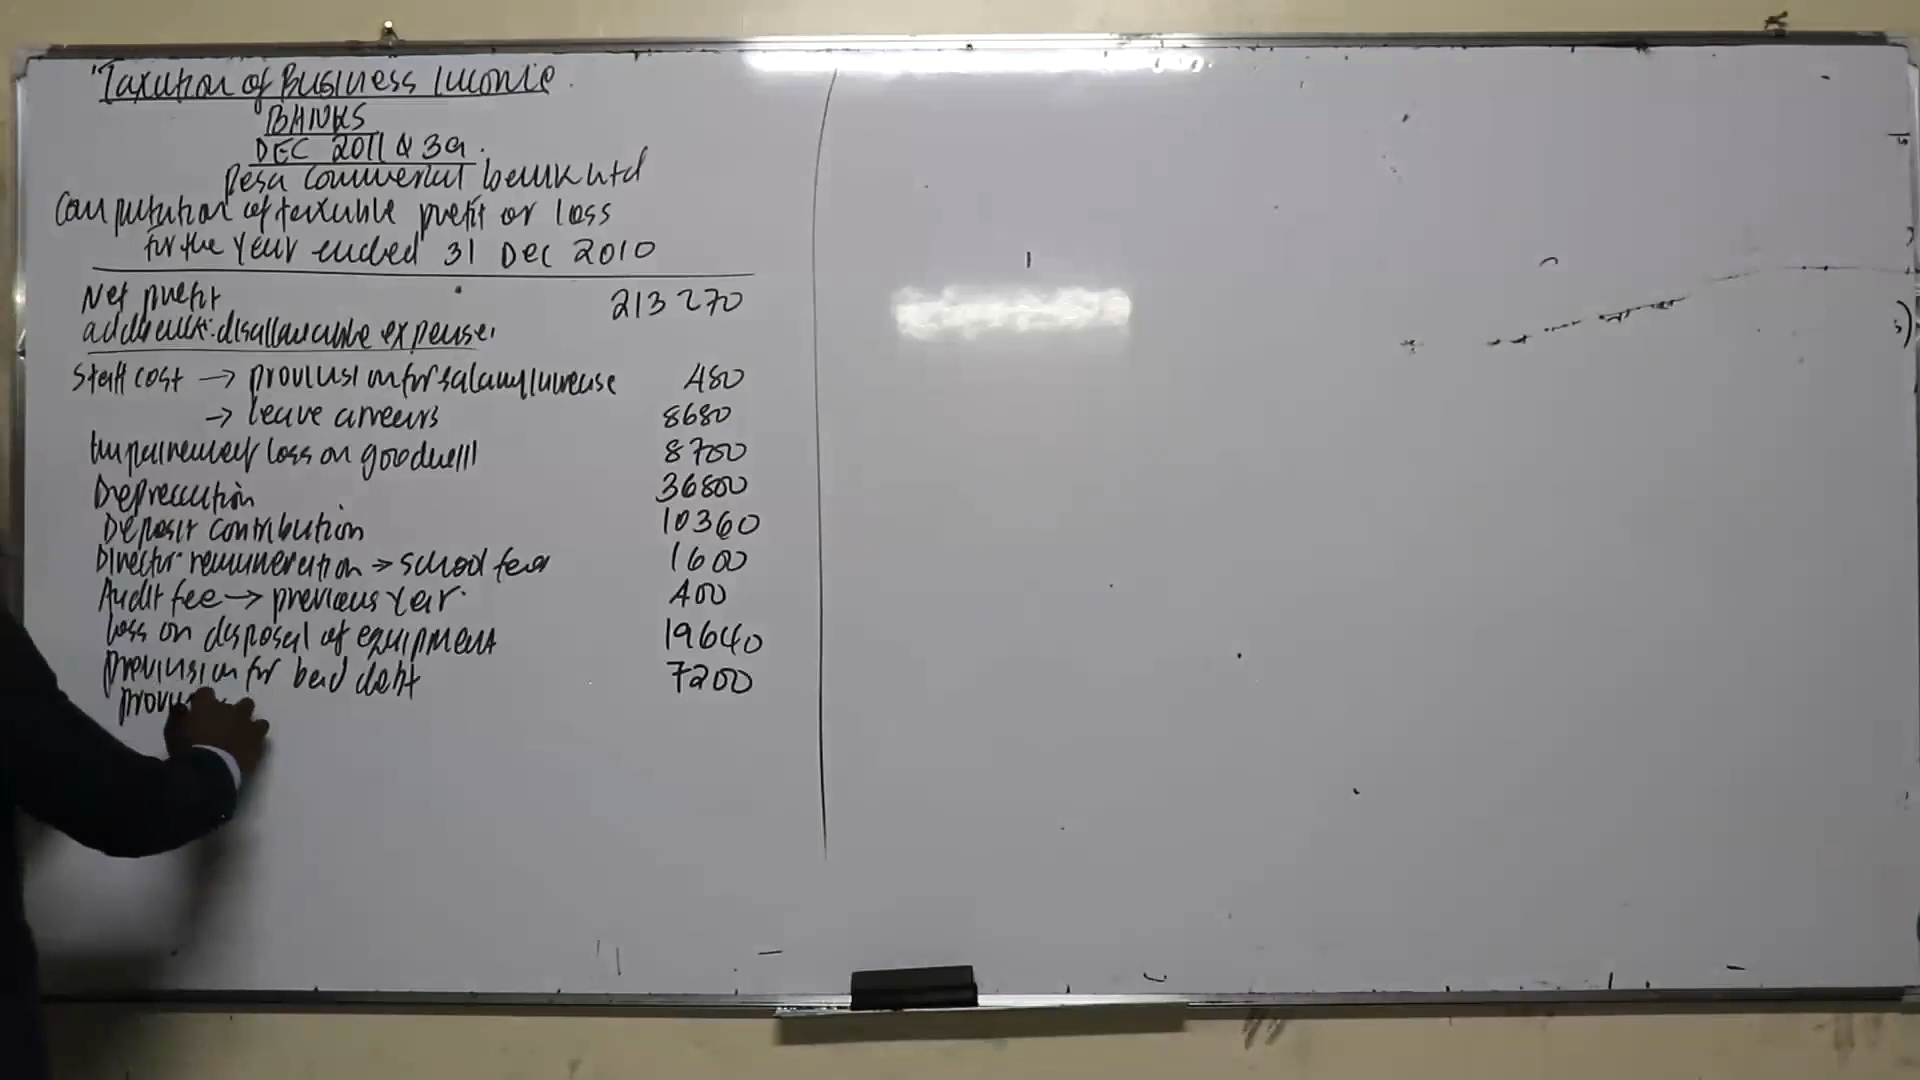 Taxation of Business Income.
BANKS
DEC 2011 Q 3a.
Pesa Commercial bank Ltd
Computation of taxable profit or loss
for the Year ended 31 Dec 2010
Net profit 213 270
add back: disallowable expense.
Staff cost → provision for salary increase 480
→ leave arrears 8680
Impairement loss on goodwill 8700
Depreciation 36800
Deposit contribution 10360
Director remuneration → school fees 1600
Audit fee → previous Year. 400
loss on disposal of equipment 19640
provision for bad debt 7200